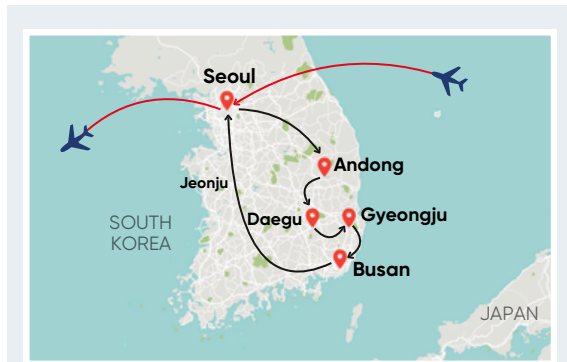 Seoul
Andong
Jeonju
Daegu
Gyeongju
SOUTH
KOREA
Busan
JAPAN